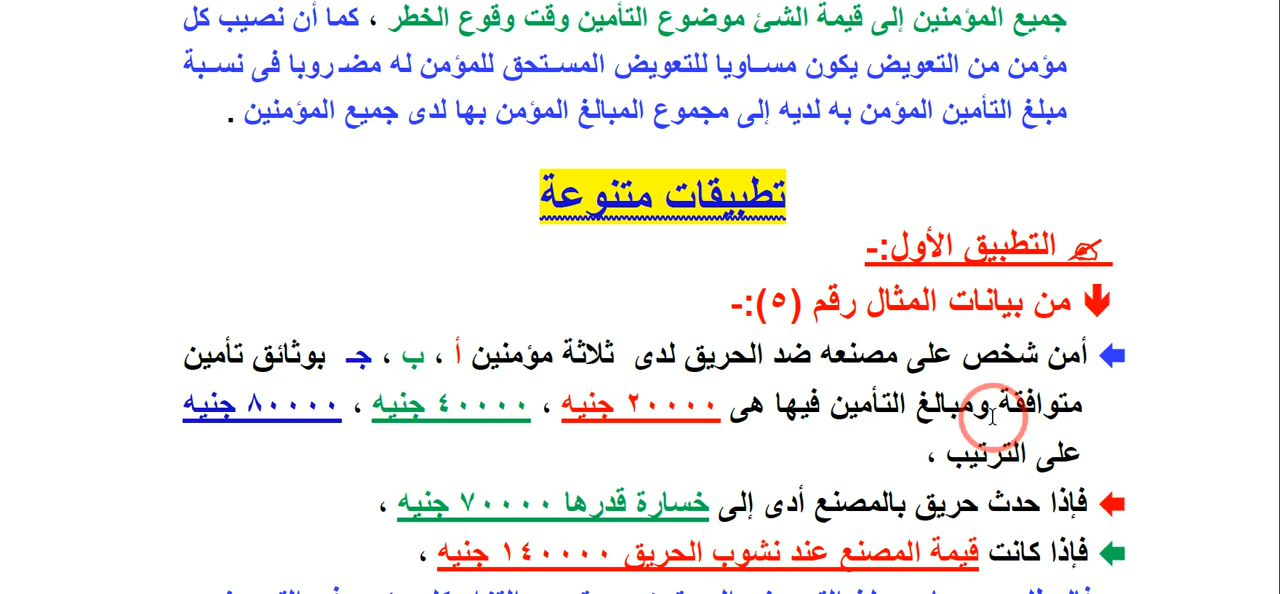 جميع المؤمنين إلى قيمة الشئ موضوع التأمين وقت وقوع الخطر ، كما أن نصيب كل
مؤمن من التعويض يكون مساويا للتعويض المستحق للمؤمن له مضروبا فى نسبة
مبلغ التأمين المؤمن به لديه إلى مجموع المبالغ المؤمن بها لدى جميع المؤمنين .
تطبيقات متنوعة
التطبيق الأول:-
من بيانات المثال رقم (٥):-
أمن شخص على مصنعه ضد الحريق لدى ثلاثة مؤمنين أ ، ب ، جـ بوثائق تأمين
متوافقة ومبالغ التأمين فيها هى ٢٠٠٠٠ جنيه ، ٤٠٠٠٠ جنيه ، ٨٠٠٠٠ جنيه
على الترتيب ،
فإذا حدث حريق بالمصنع أدى إلى خسارة قدرها ٧٠٠٠٠ جنيه ،
فإذا كانت قيمة المصنع عند نشوب الحريق ١٤٠٠٠٠ جنيه ،